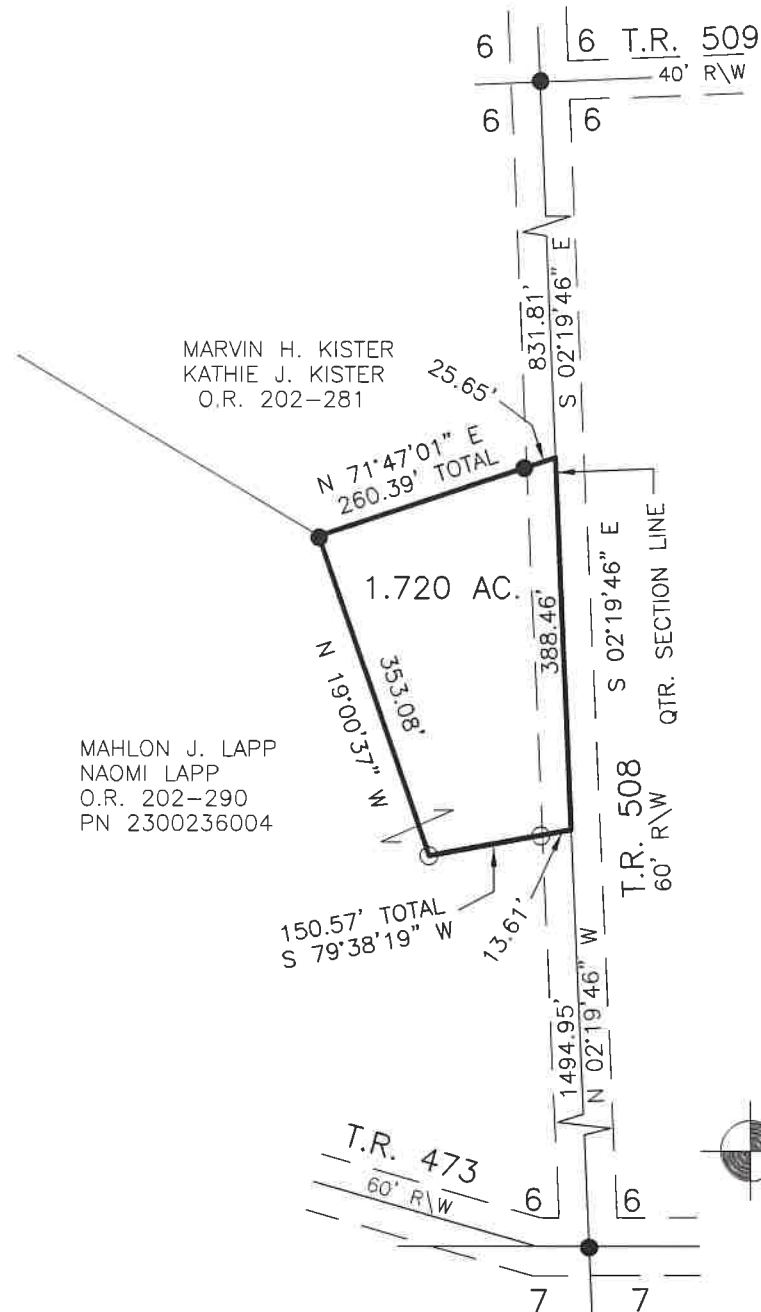 6 6 T.R. 509
40' R\W
6 6
831.81'
S 02°19'46" E
MARVIN H. KISTER
KATHIE J. KISTER
O.R. 202-281
25.65'
N 71°47'01" E
260.39' TOTAL
1.720 AC.
388.46'
S 02°19'46" E
QTR. SECTION LINE
353.08'
N 19°00'37" W
MAHLON J. LAPP
NAOMI LAPP
O.R. 202-290
PN 2300236004
T.R. 508
60' R\W
150.57' TOTAL
S 79°38'19" W
13.61'
1494.95'
N 02°19'46" W
T.R. 473
60' R\W
6 6
7 7